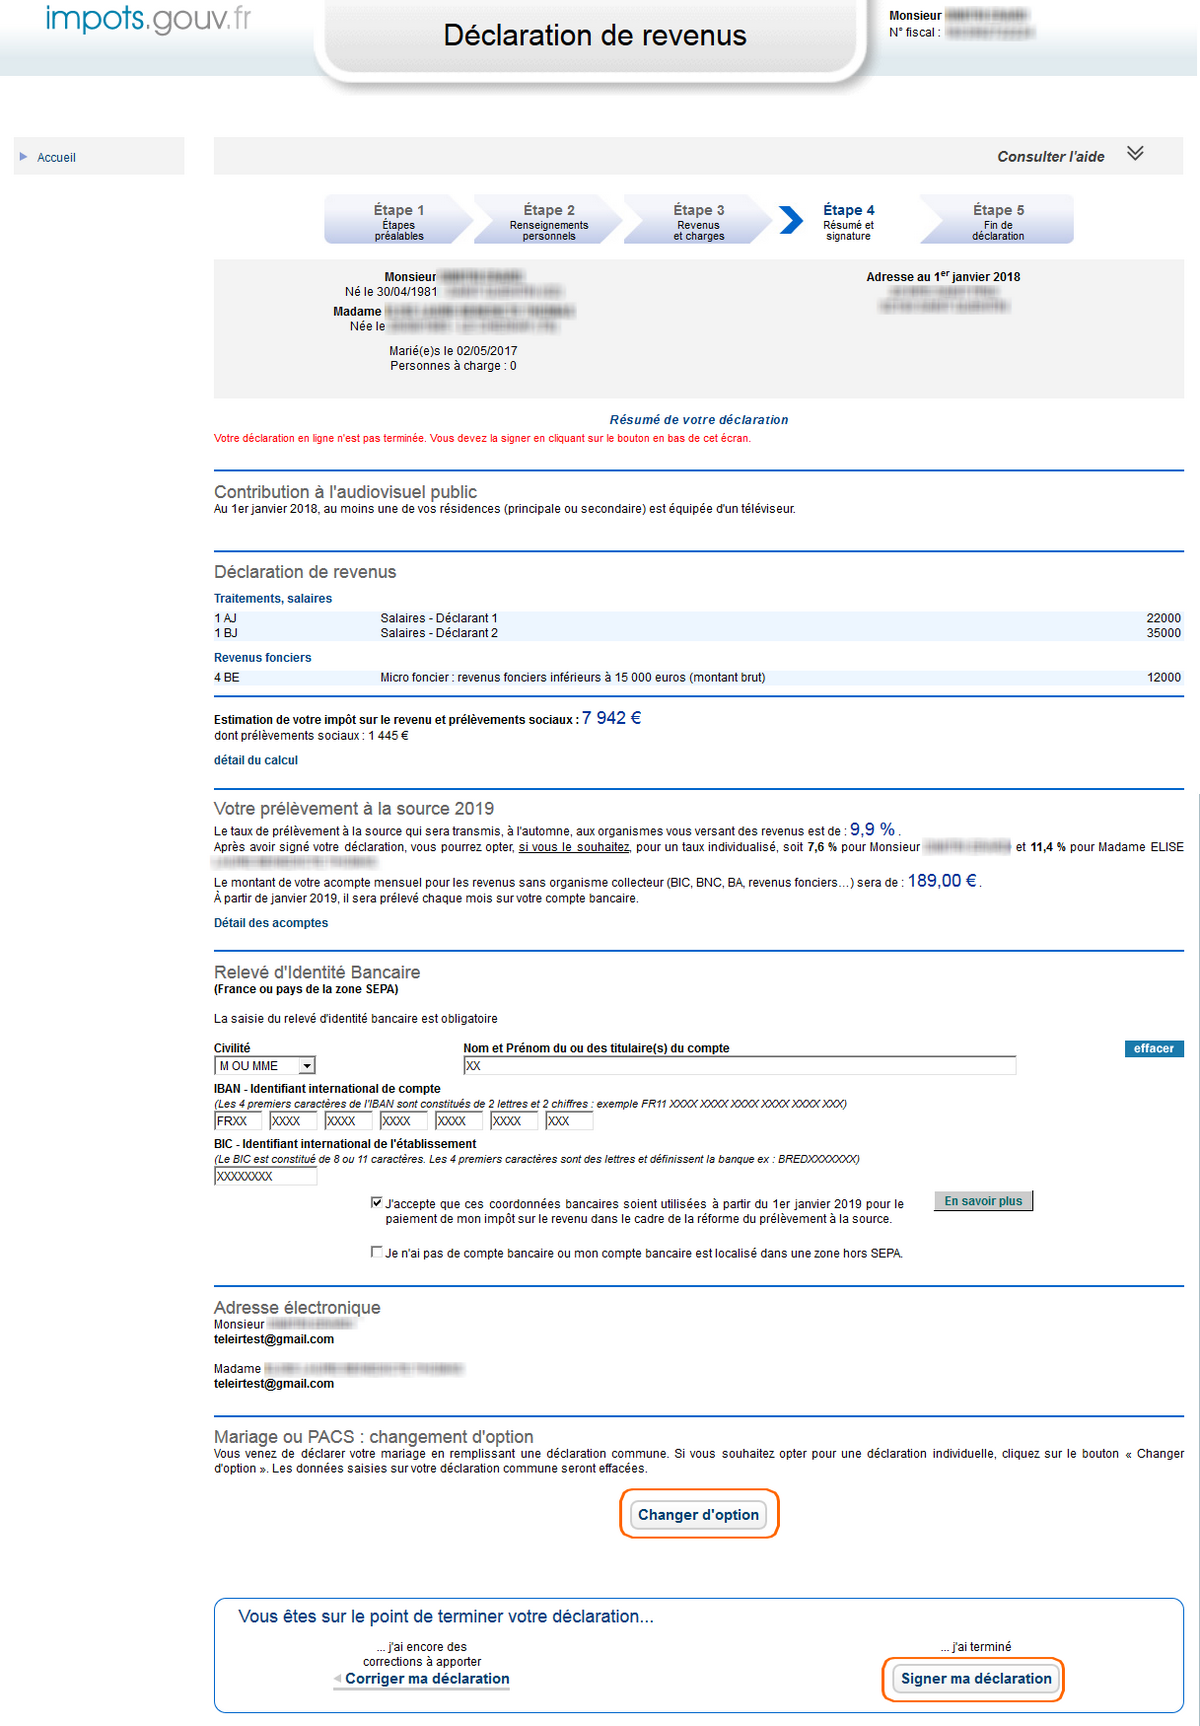 impots.gouv.fr
Déclaration de revenus
Monsieur
N° fiscal :
Accueil
Consulter l'aide
Étape 1
Étapes
préalables
Étape 2
Renseignements
personnels
Étape 3
Revenus
et charges
Étape 4
Résumé et
signature
Étape 5
Fin de
déclaration
Monsieur
Né le 30/04/1981
Madame
Née le
Marié(e)s le 02/05/2017
Personnes à charge : 0
Adresse au 1er janvier 2018
Résumé de votre déclaration
Votre déclaration en ligne n'est pas terminée. Vous devez la signer en cliquant sur le bouton en bas de cet écran.
Contribution à l'audiovisuel public
Au 1er janvier 2018, au moins une de vos résidences (principale ou secondaire) est équipée d'un téléviseur.
Déclaration de revenus
Traitements, salaires
1 AJ Salaires - Déclarant 1 22000
1 BJ Salaires - Déclarant 2 35000
Revenus fonciers
4 BE Micro foncier : revenus fonciers inférieurs à 15 000 euros (montant brut) 12000
Estimation de votre impôt sur le revenu et prélèvements sociaux : 7 942 €
dont prélèvements sociaux : 1 445 €
détail du calcul
Votre prélèvement à la source 2019
Le taux de prélèvement à la source qui sera transmis, à l'automne, aux organismes vous versant des revenus est de : 9,9 % .
Après avoir signé votre déclaration, vous pourrez opter, si vous le souhaitez, pour un taux individualisé, soit 7,6 % pour Monsieur et 11,4 % pour Madame ELISE
Le montant de votre acompte mensuel pour les revenus sans organisme collecteur (BIC, BNC, BA, revenus fonciers...) sera de : 189,00 € .
À partir de janvier 2019, il sera prélevé chaque mois sur votre compte bancaire.
Détail des acomptes
Relevé d'Identité Bancaire
(France ou pays de la zone SEPA)
La saisie du relevé d'identité bancaire est obligatoire
Civilité Nom et Prénom du ou des titulaire(s) du compte effacer
M OU MME XX
IBAN - Identifiant international de compte
(Les 4 premiers caractères de l'IBAN sont constitués de 2 lettres et 2 chiffres : exemple FR11 XXXX XXXX XXXX XXXX XXXX XXX)
FRXX XXXX XXXX XXXX XXXX XXXX XXX
BIC - Identifiant international de l'établissement
(Le BIC est constitué de 8 ou 11 caractères. Les 4 premiers caractères sont des lettres et définissent la banque ex : BREDXXXXXXX)
XXXXXXXX
J'accepte que ces coordonnées bancaires soient utilisées à partir du 1er janvier 2019 pour le
paiement de mon impôt sur le revenu dans le cadre de la réforme du prélèvement à la source.
En savoir plus
Je n'ai pas de compte bancaire ou mon compte bancaire est localisé dans une zone hors SEPA.
Adresse électronique
Monsieur
teleirtest@gmail.com
Madame
teleirtest@gmail.com
Mariage ou PACS : changement d'option
Vous venez de déclarer votre mariage en remplissant une déclaration commune. Si vous souhaitez opter pour une déclaration individuelle, cliquez sur le bouton « Changer
d'option ». Les données saisies sur votre déclaration commune seront effacées.
Changer d'option
Vous êtes sur le point de terminer votre déclaration...
... j'ai encore des
corrections à apporter
Corriger ma déclaration
... j'ai terminé
Signer ma déclaration